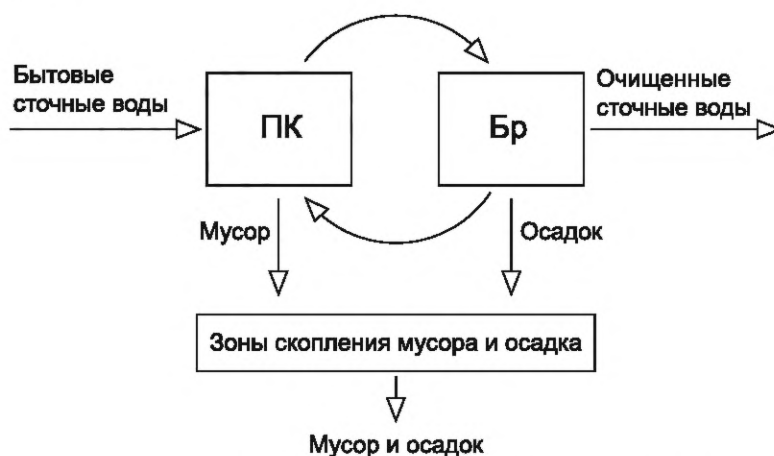 Бытовые
сточные воды
ПК
Бр
Очищенные
сточные воды
Мусор
Осадок
Зоны скопления мусора и осадка
Мусор и осадок